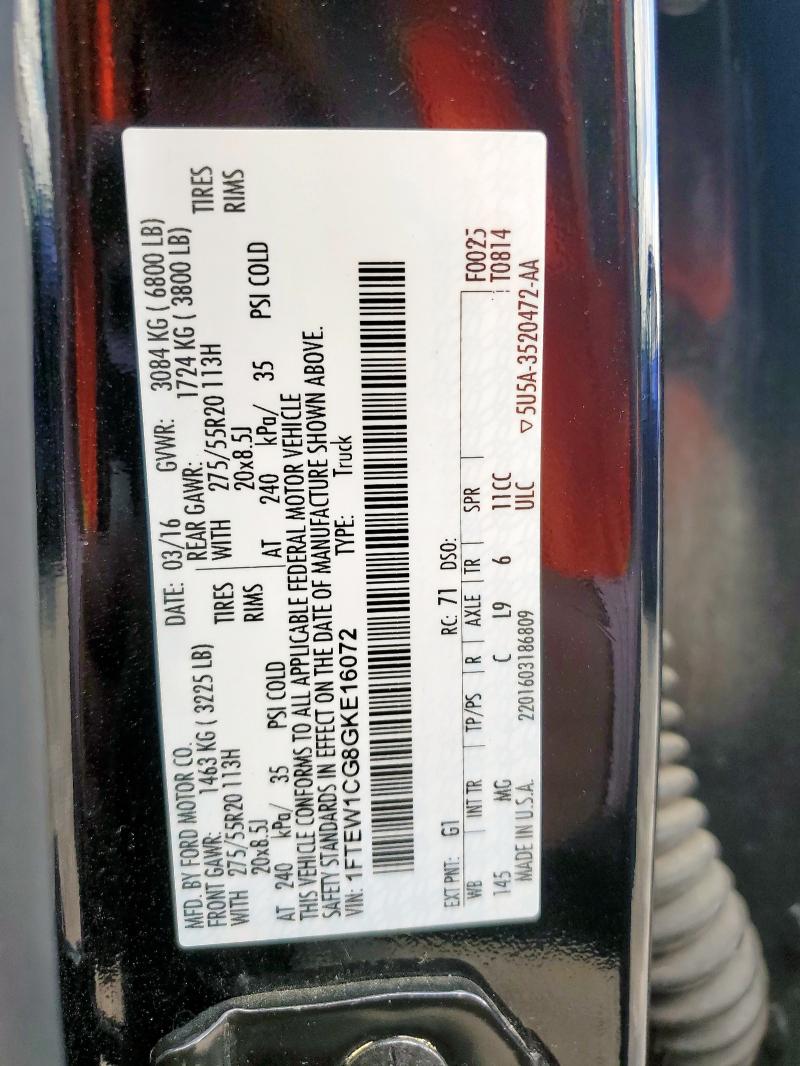 MFD. BY FORD MOTOR CO. DATE: 03/16 GVWR: 3084 KG ( 6800 LB)
FRONT GAWR: 1463 KG ( 3225 LB) REAR GAWR: 1724 KG ( 3800 LB)
WITH 275/55R20 113H TIRES WITH 275/55R20 113H TIRES
20x8.5J RIMS 20x8.5J RIMS
AT 240 kPa/ 35 PSI COLD AT 240 kPa/ 35 PSI COLD
THIS VEHICLE CONFORMS TO ALL APPLICABLE FEDERAL MOTOR VEHICLE
SAFETY STANDARDS IN EFFECT ON THE DATE OF MANUFACTURE SHOWN ABOVE.
VIN: 1FTEW1CG8GKE16072 TYPE: Truck
EXT PNT: G1 RC: 71 DSO: F0025
WB INT TR TP/PS R AXLE TR SPR T0814
145 MG C L9 6 11CC
MADE IN U.S.A. 2201603186809 ULC ▽5U5A-3520472-AA